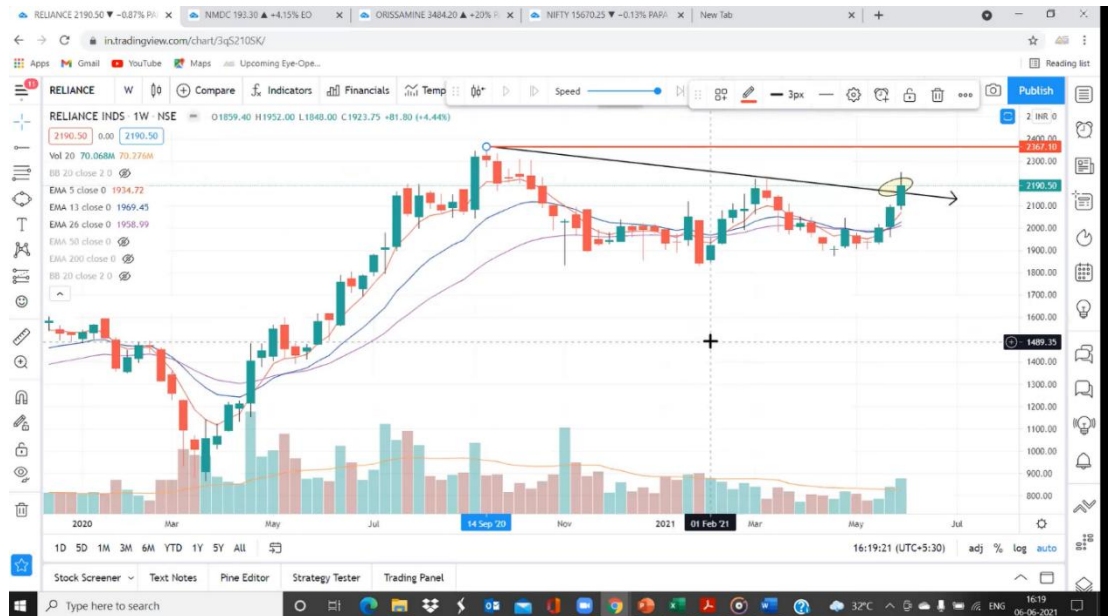 RELIANCE 2190.50 ▼ −0.87% PA
NMDC 193.30 ▲ +4.15% EO
ORISSAMINE 3484.20 ▲ +20% P
NIFTY 15670.25 ▼ −0.13% PAPA
New Tab
in.tradingview.com/chart/3qS210SK/
Apps Gmail YouTube Maps Upcoming Eye-Ope...
Reading list
15
RELIANCE W Compare Indicators Financials Temp Speed 3px Publish
RELIANCE INDS · 1W · NSE O1859.40 H1952.00 L1848.00 C1923.75 +81.80 (+4.44%)
2190.50 0.00 2190.50
Vol 20 70.068M 70.276M
BB 20 close 2 0
EMA 5 close 0 1934.72
EMA 13 close 0 1969.45
EMA 26 close 0 1958.99
EMA 50 close 0
EMA 200 close 0
BB 20 close 2 0
INR
2400.00
2367.10
2300.00
2190.50
2100.00
2000.00
1900.00
1800.00
1700.00
1600.00
1489.35
1400.00
1300.00
1200.00
1100.00
1000.00
900.00
800.00
2020 Mar May Jul 14 Sep '20 Nov 2021 01 Feb '21 Mar May Jul
1D 5D 1M 3M 6M YTD 1Y 5Y All
16:19:21 (UTC+5:30) adj % log auto
Stock Screener Text Notes Pine Editor Strategy Tester Trading Panel
Type here to search
32°C ENG 16:19
06-06-2021